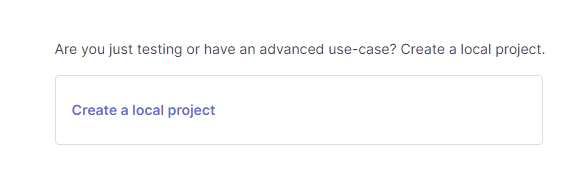 Are you just testing or have an advanced use-case? Create a local project.
Create a local project